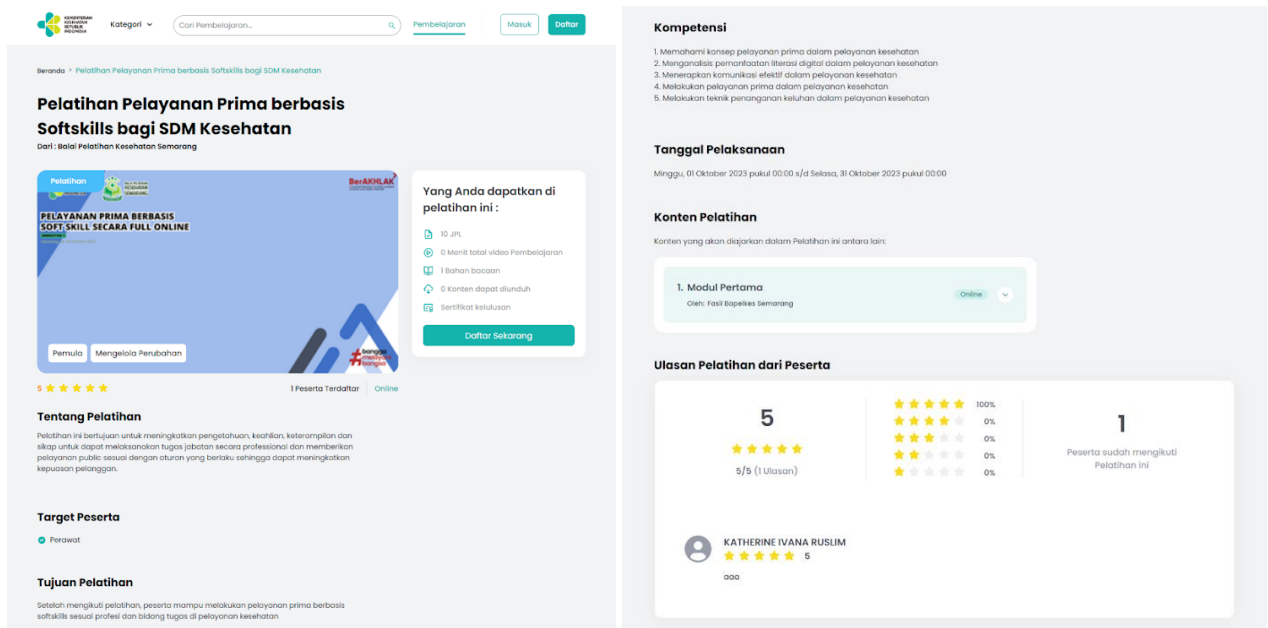 KEMENTERIAN
KESEHATAN
REPUBLIK
INDONESIA
Kategori
Cari Pembelajaran...
Pembelajaran
Masuk
Daftar
Beranda > Pelatihan Pelayanan Prima berbasis Softskills bagi SDM Kesehatan
Pelatihan Pelayanan Prima berbasis
Softskills bagi SDM Kesehatan
Dari : Balai Pelatihan Kesehatan Semarang
Pelatihan
BerAKHLAK
PELAYANAN PRIMA BERBASIS
SOFT SKILL SECARA FULL ONLINE
Pemula
Mengelola Perubahan
#bangga
melayani
bangsa
5
1 Peserta Terdaftar
Online
Yang Anda dapatkan di
pelatihan ini :
10 JPL
0 Menit total video Pembelajaran
1 Bahan bacaan
0 Konten dapat diunduh
Sertifikat kelulusan
Daftar Sekarang
Tentang Pelatihan
Pelatihan ini bertujuan untuk meningkatkan pengetahuan, keahlian, keterampilan dan
sikap untuk dapat melaksanakan tugas jabatan secara professional dan memberikan
pelayanan public sesuai dengan aturan yang berlaku sehingga dapat meningkatkan
kepuasan pelanggan.
Target Peserta
Perawat
Tujuan Pelatihan
Setelah mengikuti pelatihan, peserta mampu melakukan pelayanan prima berbasis
softskills sesuai profesi dan bidang tugas di pelayanan kesehatan
Kompetensi
1. Memahami konsep pelayanan prima dalam pelayanan kesehatan
2. Menganalisis pemanfaatan literasi digital dalam pelayanan kesehatan
3. Menerapkan komunikasi efektif dalam pelayanan kesehatan
4. Melakukan pelayanan prima dalam pelayanan kesehatan
5. Melakukan teknik penanganan keluhan dalam pelayanan kesehatan
Tanggal Pelaksanaan
Minggu, 01 Oktober 2023 pukul 00:00 s/d Selasa, 31 Oktober 2023 pukul 00:00
Konten Pelatihan
Konten yang akan diajarkan dalam Pelatihan ini antara lain:
1. Modul Pertama
Oleh: Fasil Bapelkes Semarang
Online
Ulasan Pelatihan dari Peserta
5
5/5 (1 Ulasan)
100%
0%
0%
0%
0%
1
Peserta sudah mengikuti
Pelatihan ini
KATHERINE IVANA RUSLIM
5
aaa